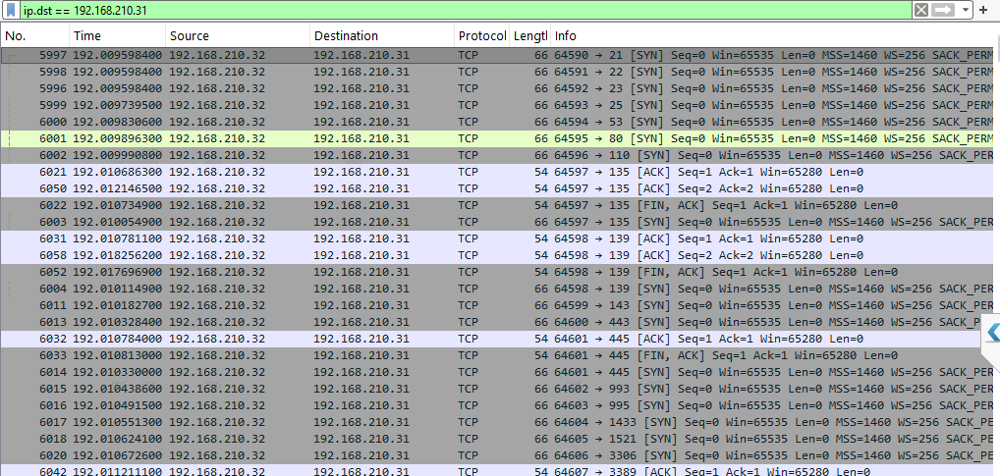 ip.dst == 192.168.210.31
No. Time Source Destination Protocol Lengtl Info
5997 192.009598400 192.168.210.32 192.168.210.31 TCP 66 64590 → 21 [SYN] Seq=0 Win=65535 Len=0 MSS=1460 WS=256 SACK_PERM
5998 192.009598400 192.168.210.32 192.168.210.31 TCP 66 64591 → 22 [SYN] Seq=0 Win=65535 Len=0 MSS=1460 WS=256 SACK_PERM
5996 192.009598400 192.168.210.32 192.168.210.31 TCP 66 64592 → 23 [SYN] Seq=0 Win=65535 Len=0 MSS=1460 WS=256 SACK_PERM
5999 192.009739500 192.168.210.32 192.168.210.31 TCP 66 64593 → 25 [SYN] Seq=0 Win=65535 Len=0 MSS=1460 WS=256 SACK_PERM
6000 192.009830600 192.168.210.32 192.168.210.31 TCP 66 64594 → 53 [SYN] Seq=0 Win=65535 Len=0 MSS=1460 WS=256 SACK_PERM
6001 192.009896300 192.168.210.32 192.168.210.31 TCP 66 64595 → 80 [SYN] Seq=0 Win=65535 Len=0 MSS=1460 WS=256 SACK_PERM
6002 192.009990800 192.168.210.32 192.168.210.31 TCP 66 64596 → 110 [SYN] Seq=0 Win=65535 Len=0 MSS=1460 WS=256 SACK_PER
6021 192.010686300 192.168.210.32 192.168.210.31 TCP 54 64597 → 135 [ACK] Seq=1 Ack=1 Win=65280 Len=0
6050 192.012146500 192.168.210.32 192.168.210.31 TCP 54 64597 → 135 [ACK] Seq=2 Ack=2 Win=65280 Len=0
6022 192.010734900 192.168.210.32 192.168.210.31 TCP 54 64597 → 135 [FIN, ACK] Seq=1 Ack=1 Win=65280 Len=0
6003 192.010054900 192.168.210.32 192.168.210.31 TCP 66 64597 → 135 [SYN] Seq=0 Win=65535 Len=0 MSS=1460 WS=256 SACK_PER
6031 192.010781100 192.168.210.32 192.168.210.31 TCP 54 64598 → 139 [ACK] Seq=1 Ack=1 Win=65280 Len=0
6058 192.018256200 192.168.210.32 192.168.210.31 TCP 54 64598 → 139 [ACK] Seq=2 Ack=2 Win=65280 Len=0
6052 192.017696900 192.168.210.32 192.168.210.31 TCP 54 64598 → 139 [FIN, ACK] Seq=1 Ack=1 Win=65280 Len=0
6004 192.010114900 192.168.210.32 192.168.210.31 TCP 66 64598 → 139 [SYN] Seq=0 Win=65535 Len=0 MSS=1460 WS=256 SACK_PER
6011 192.010182700 192.168.210.32 192.168.210.31 TCP 66 64599 → 143 [SYN] Seq=0 Win=65535 Len=0 MSS=1460 WS=256 SACK_PER
6013 192.010328400 192.168.210.32 192.168.210.31 TCP 66 64600 → 443 [SYN] Seq=0 Win=65535 Len=0 MSS=1460 WS=256 SACK_PER
6032 192.010784000 192.168.210.32 192.168.210.31 TCP 54 64601 → 445 [ACK] Seq=1 Ack=1 Win=65280 Len=0
6033 192.010813000 192.168.210.32 192.168.210.31 TCP 54 64601 → 445 [FIN, ACK] Seq=1 Ack=1 Win=65280 Len=0
6014 192.010330000 192.168.210.32 192.168.210.31 TCP 66 64601 → 445 [SYN] Seq=0 Win=65535 Len=0 MSS=1460 WS=256 SACK_PER
6015 192.010438600 192.168.210.32 192.168.210.31 TCP 66 64602 → 993 [SYN] Seq=0 Win=65535 Len=0 MSS=1460 WS=256 SACK_PER
6016 192.010491500 192.168.210.32 192.168.210.31 TCP 66 64603 → 995 [SYN] Seq=0 Win=65535 Len=0 MSS=1460 WS=256 SACK_PER
6017 192.010551300 192.168.210.32 192.168.210.31 TCP 66 64604 → 1433 [SYN] Seq=0 Win=65535 Len=0 MSS=1460 WS=256 SACK_PE
6018 192.010624100 192.168.210.32 192.168.210.31 TCP 66 64605 → 1521 [SYN] Seq=0 Win=65535 Len=0 MSS=1460 WS=256 SACK_PE
6020 192.010672600 192.168.210.32 192.168.210.31 TCP 66 64606 → 3306 [SYN] Seq=0 Win=65535 Len=0 MSS=1460 WS=256 SACK_PE
6042 192.011211100 192.168.210.32 192.168.210.31 TCP 54 64607 → 3389 [ACK] Seq=1 Ack=1 Win=65280 Len=0